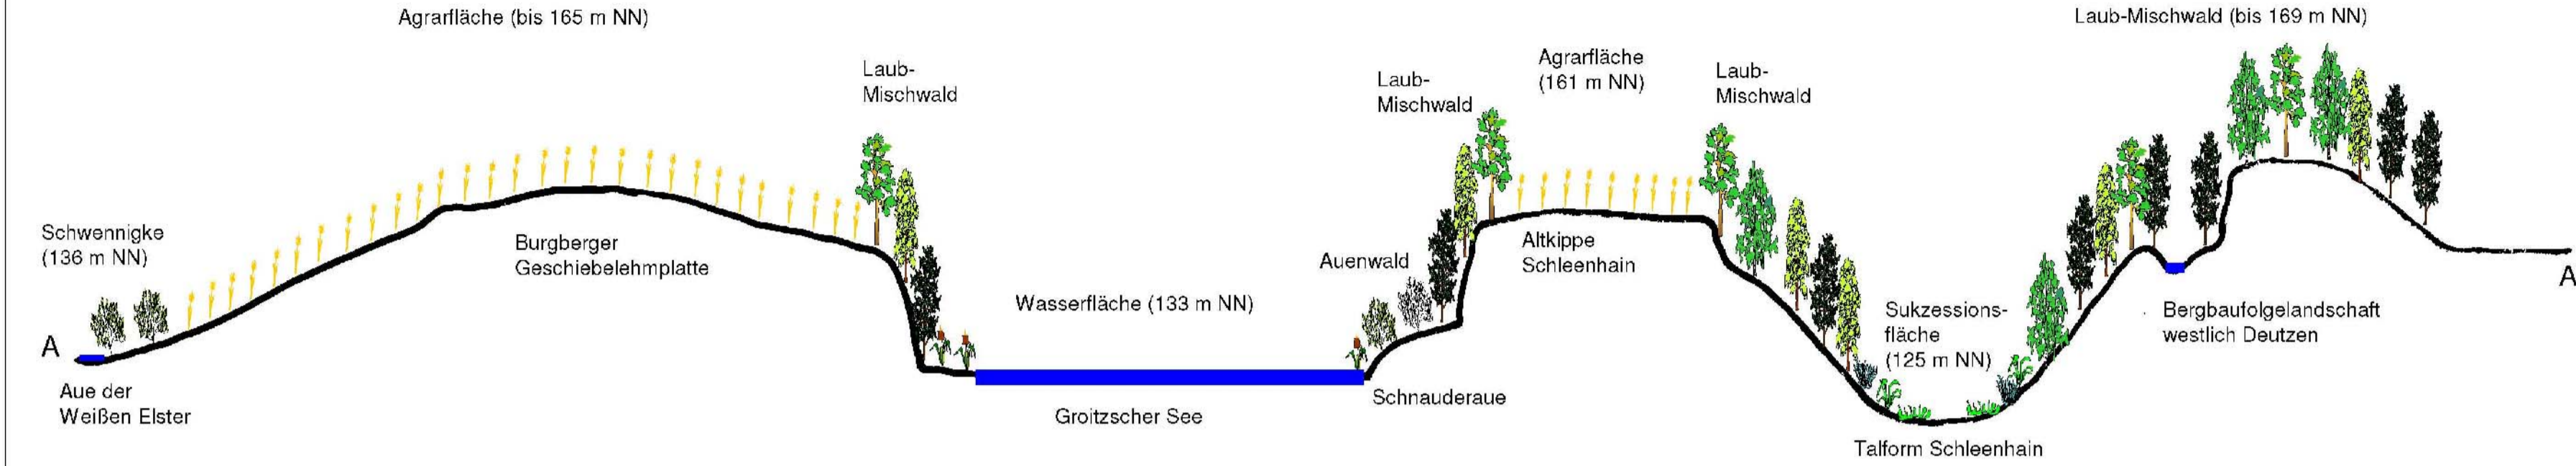 Agrarfläche (bis 165 m NN)
Laub-Mischwald (bis 169 m NN)
Laub-
Mischwald
Laub-
Mischwald
Agrarfläche
(161 m NN)
Laub-
Mischwald
Schwennigke
(136 m NN)
Burgberger
Geschiebelehmplatte
Wasserfläche (133 m NN)
Auenwald
Altkippe
Schleenhain
Sukzessions-
fläche
(125 m NN)
Bergbaufolgelandschaft
westlich Deutzen
A
A
Aue der
Weißen Elster
Groitzscher See
Schnauderaue
Talform Schleenhain